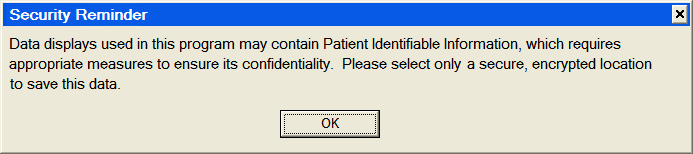 Security Reminder
Data displays used in this program may contain Patient Identifiable Information, which requires
appropriate measures to ensure its confidentiality.  Please select only a secure, encrypted location
to save this data.
OK